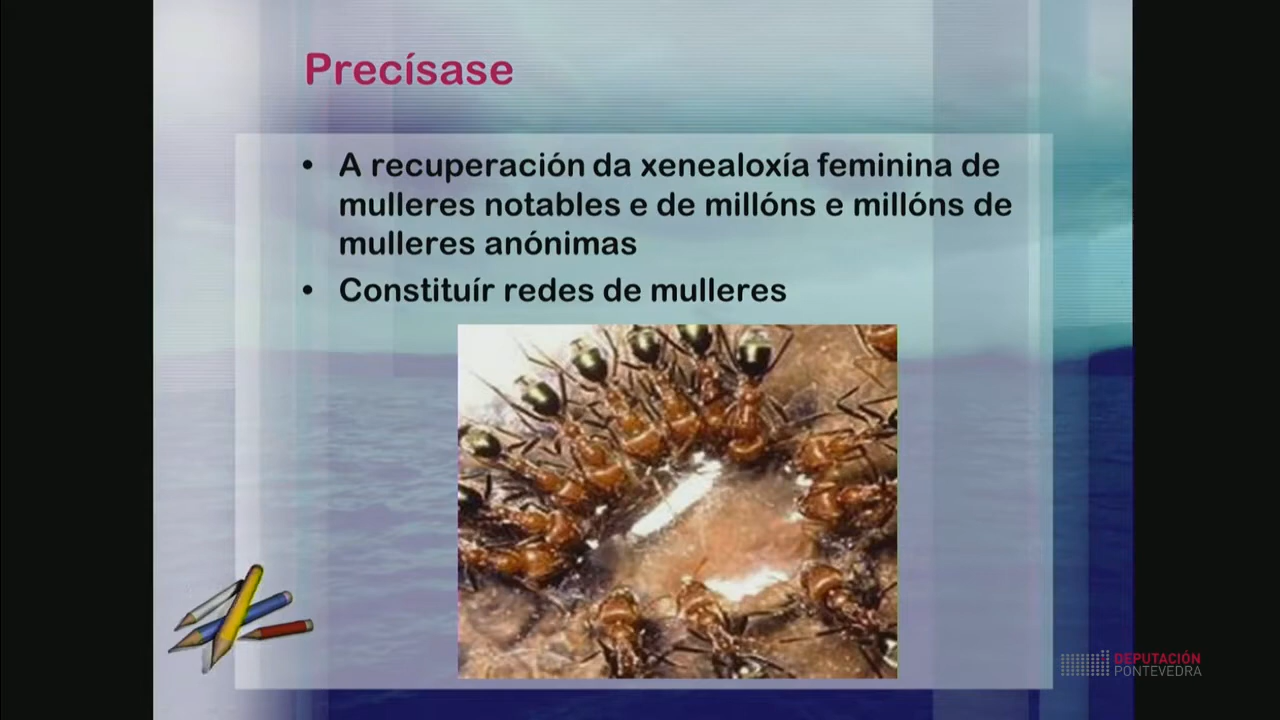 Precísase
• A recuperación da xenealoxía feminina de
mulleres notables e de millóns e millóns de
mulleres anónimas
• Constituír redes de mulleres
DEPUTACIÓN
PONTEVEDRA